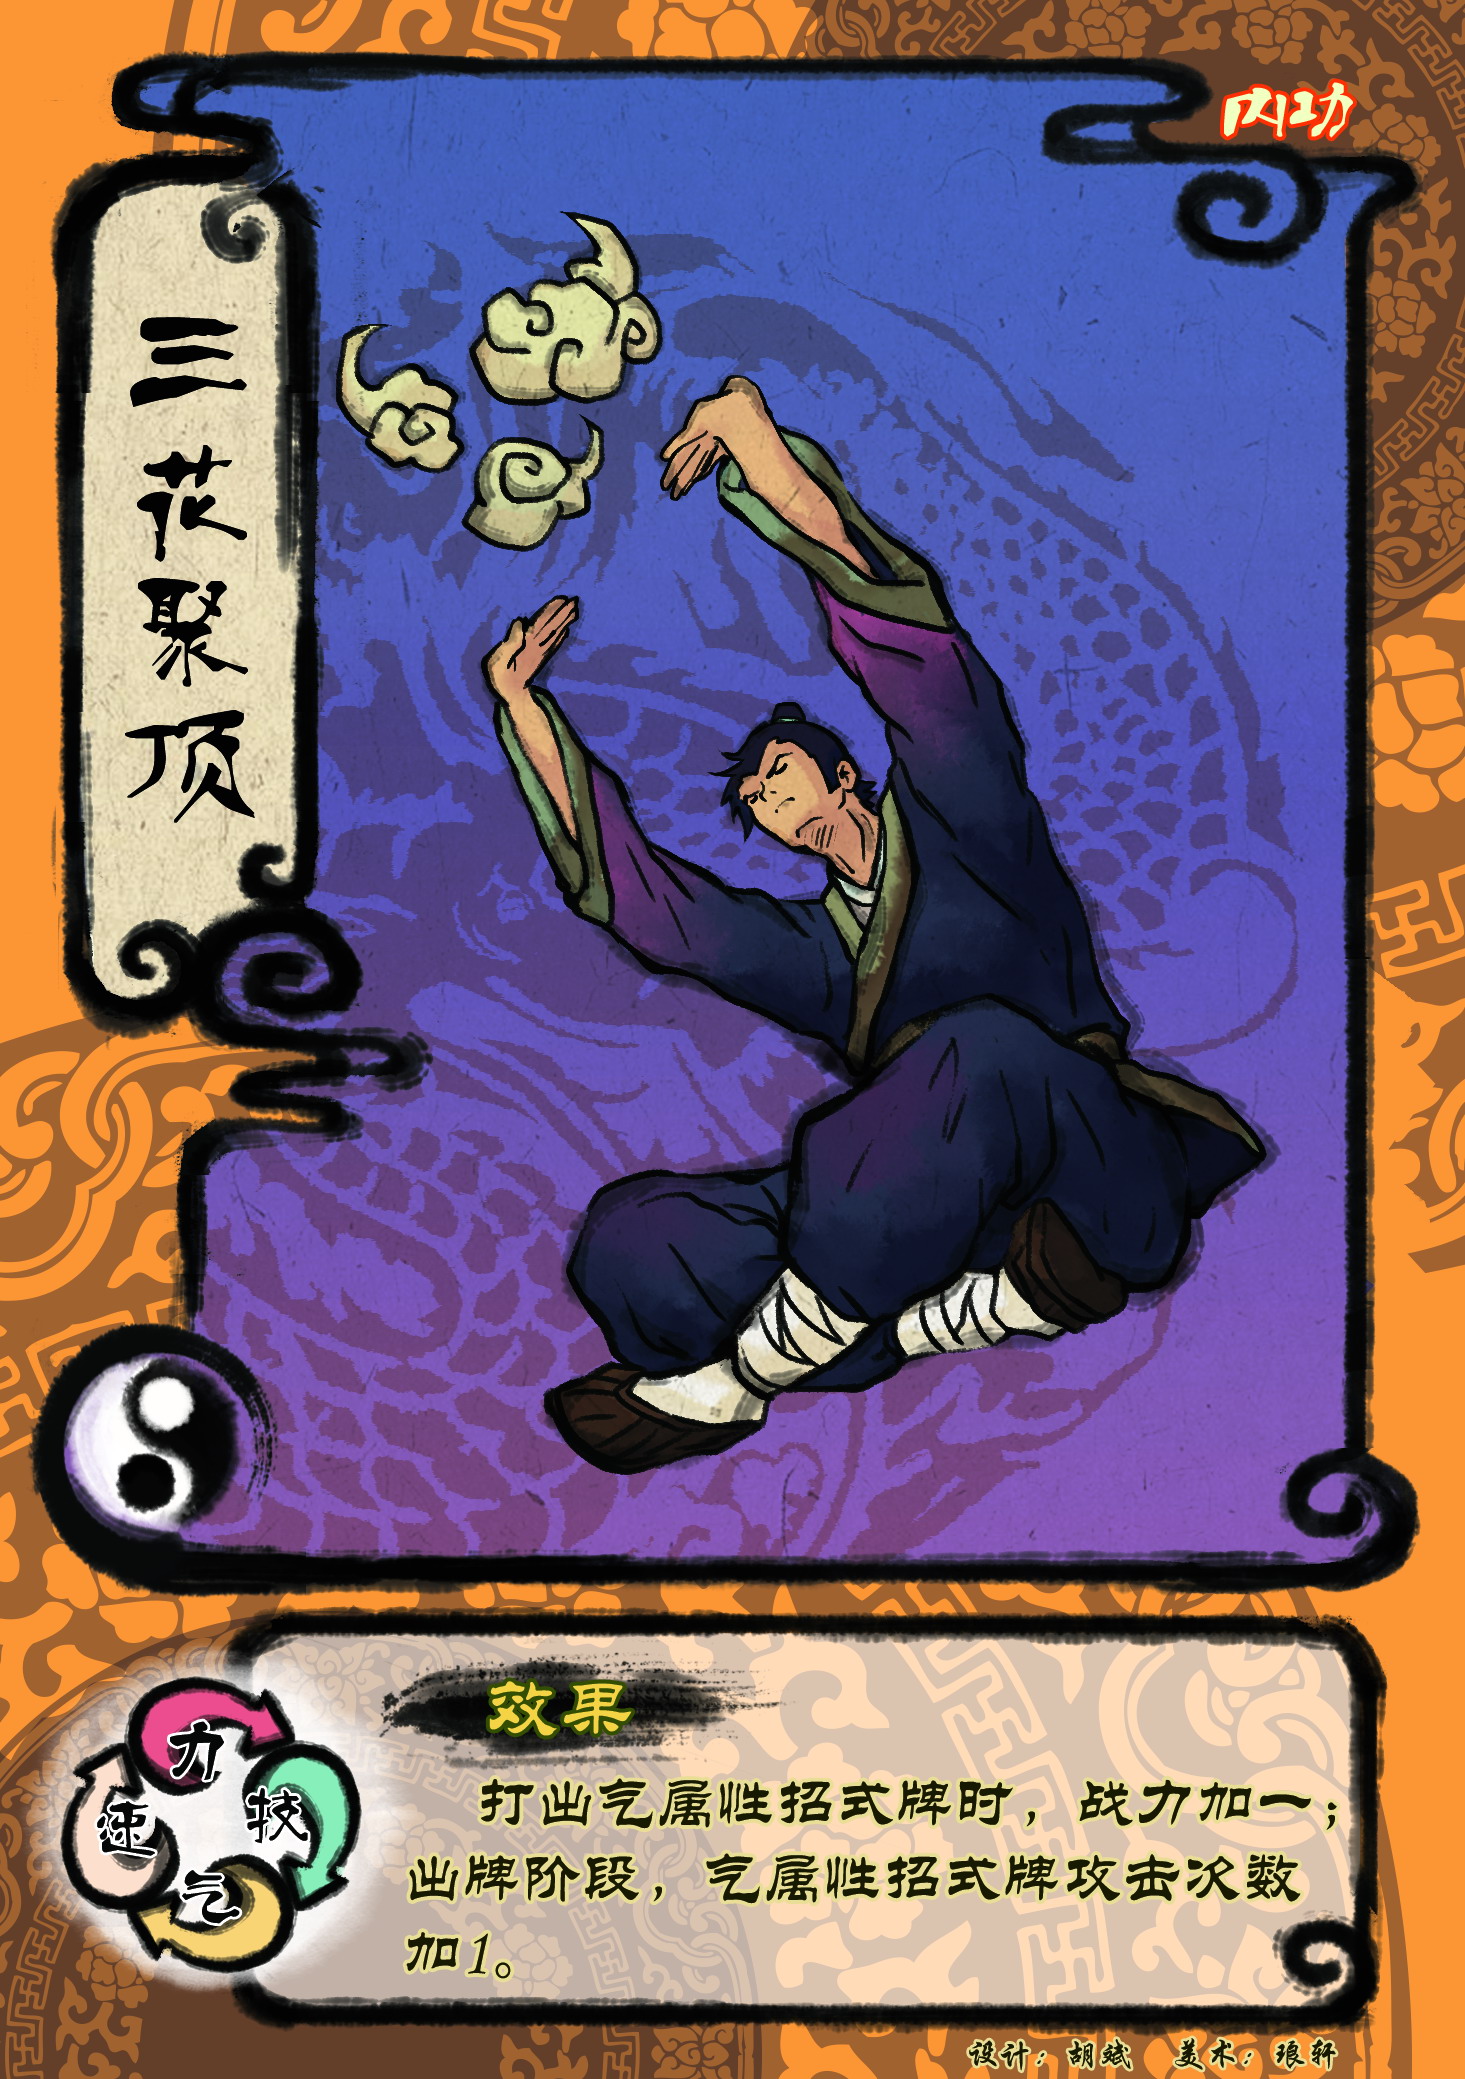 内功
三花聚顶
力
技
速
气
效果
打出气属性招式牌时，战力加一；
出牌阶段，气属性招式牌攻击次数
加1。
设计：胡斌 美术：琅轩